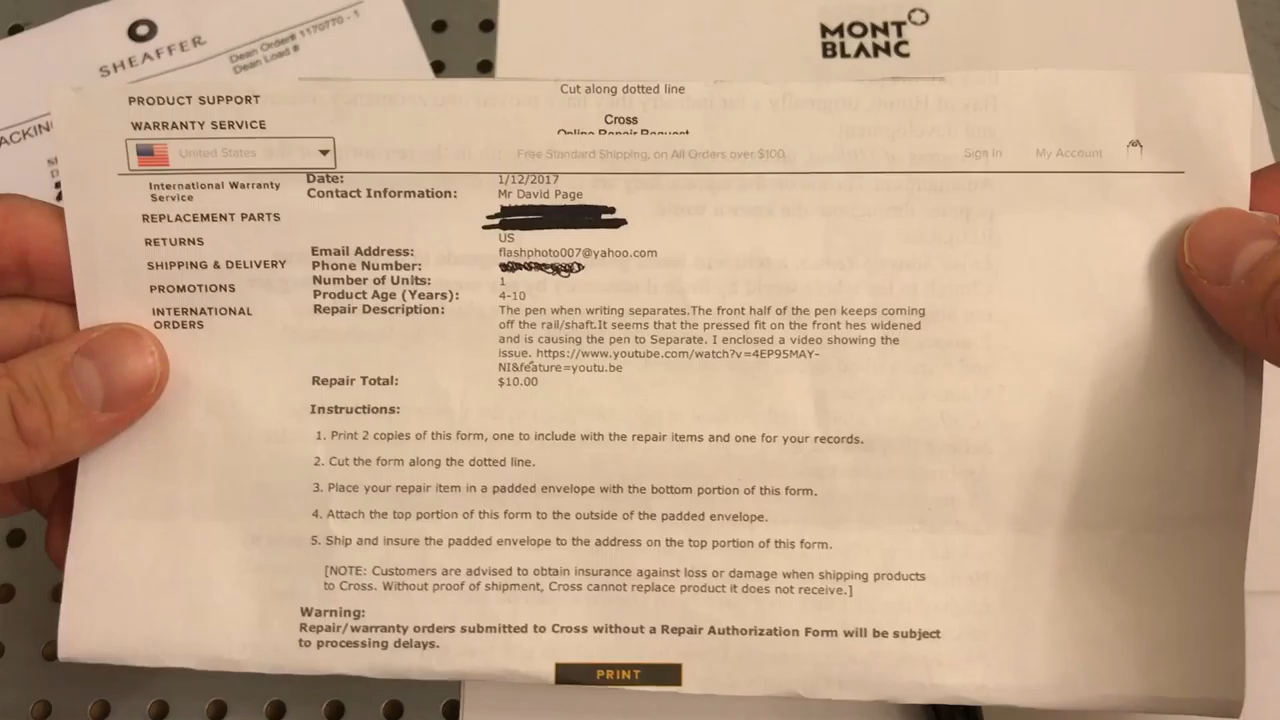 SHEAFFER
Dean Order# 1170770 - 1
Dean Load #
MONT
BLANC
Cut along dotted line
Cross
Online Repair Request
PRODUCT SUPPORT
WARRANTY SERVICE
United States
Free Standard Shipping, on All Orders over $100
Sign In
My Account
International Warranty
Service
REPLACEMENT PARTS
RETURNS
SHIPPING & DELIVERY
PROMOTIONS
INTERNATIONAL
ORDERS
Date: 1/12/2017
Contact Information: Mr David Page
US
Email Address: flashphoto007@yahoo.com
Phone Number:
Number of Units: 1
Product Age (Years): 4-10
Repair Description: The pen when writing separates.The front half of the pen keeps coming
off the rail/shaft.It seems that the pressed fit on the front hes widened
and is causing the pen to Separate. I enclosed a video showing the
issue. https://www.youtube.com/watch?v=4EP95MAY-
NI&feature=youtu.be
Repair Total: $10.00
Instructions:
1. Print 2 copies of this form, one to include with the repair items and one for your records.
2. Cut the form along the dotted line.
3. Place your repair item in a padded envelope with the bottom portion of this form.
4. Attach the top portion of this form to the outside of the padded envelope.
5. Ship and insure the padded envelope to the address on the top portion of this form.
[NOTE: Customers are advised to obtain insurance against loss or damage when shipping products
to Cross. Without proof of shipment, Cross cannot replace product it does not receive.]
Warning:
Repair/warranty orders submitted to Cross without a Repair Authorization Form will be subject
to processing delays.
PRINT